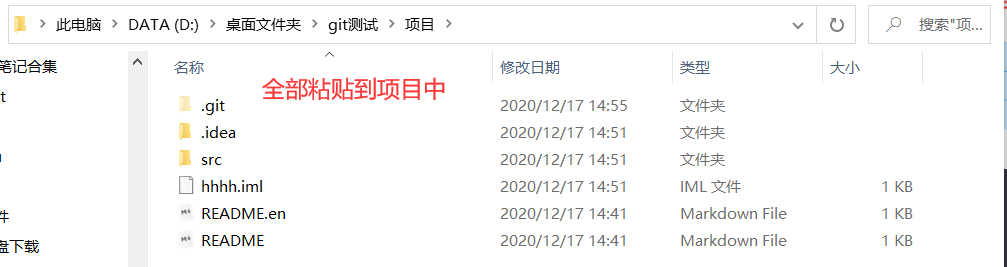 此电脑 > DATA (D:) > 桌面文件夹 > git测试 > 项目
搜索"项...
笔记合集
名称 修改日期 类型 大小
全部粘贴到项目中
.git 2020/12/17 14:55 文件夹
.idea 2020/12/17 14:51 文件夹
src 2020/12/17 14:51 文件夹
hhhh.iml 2020/12/17 14:51 IML 文件 1 KB
README.en 2020/12/17 14:41 Markdown File 1 KB
README 2020/12/17 14:41 Markdown File 1 KB
件
盘下载